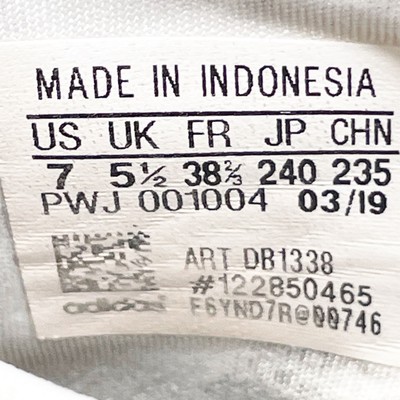 MADE IN INDONESIA
US UK FR JP CHN
7 5½ 38⅔ 240 235
PWJ 001004 03/19
ART DB1338
#122850465
adidas E6YND7R@00746